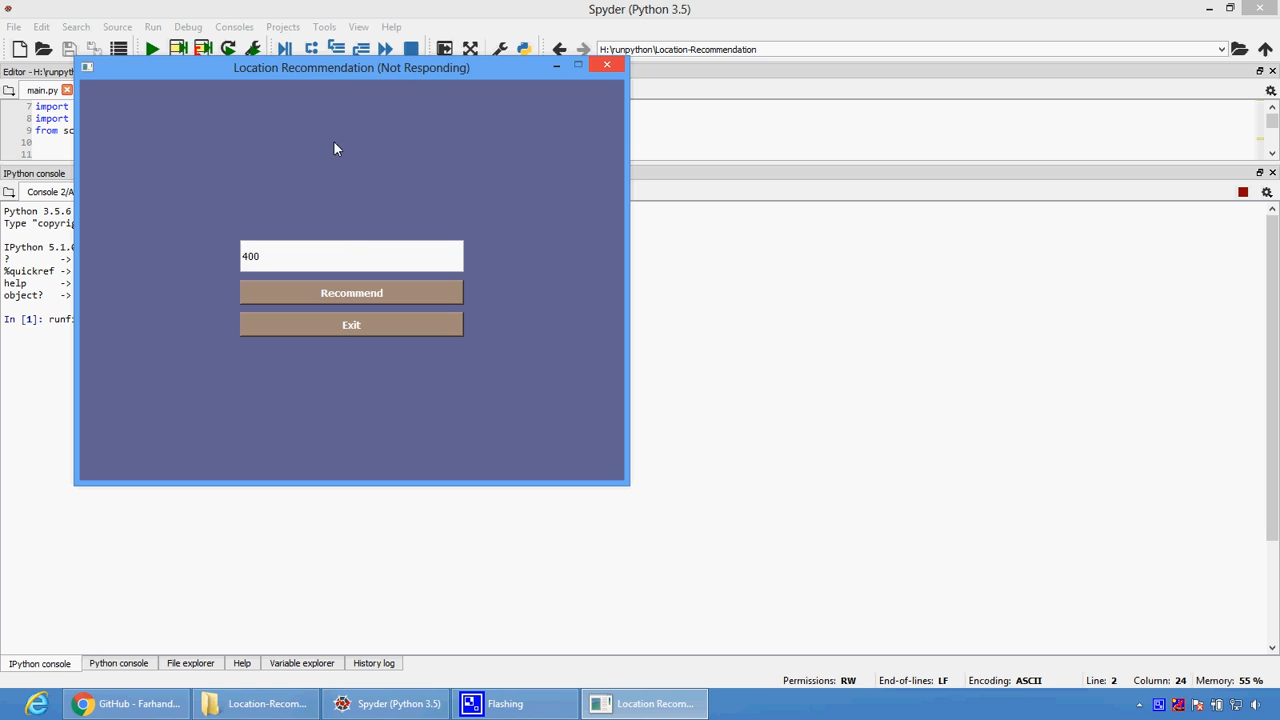 Spyder (Python 3.5)
File Edit Search Source Run Debug Consoles Projects Tools View Help
H:\runpython\Location-Recommendation
Editor - H:\runpyth
Location Recommendation (Not Responding)
main.py
7 import
8 import
9 from sc
10
11
IPython console
Console 2/A
Python 3.5.6
Type "copyrig
IPython 5.1.0
? ->
%quickref ->
help ->
object? ->
In [1]: runfi
400
Recommend
Exit
IPython console Python console File explorer Help Variable explorer History log
Permissions: RW End-of-lines: LF Encoding: ASCII Line: 2 Column: 24 Memory: 55 %
GitHub - Farhand... Location-Recom... Spyder (Python 3.5) Flashing Location Recom...